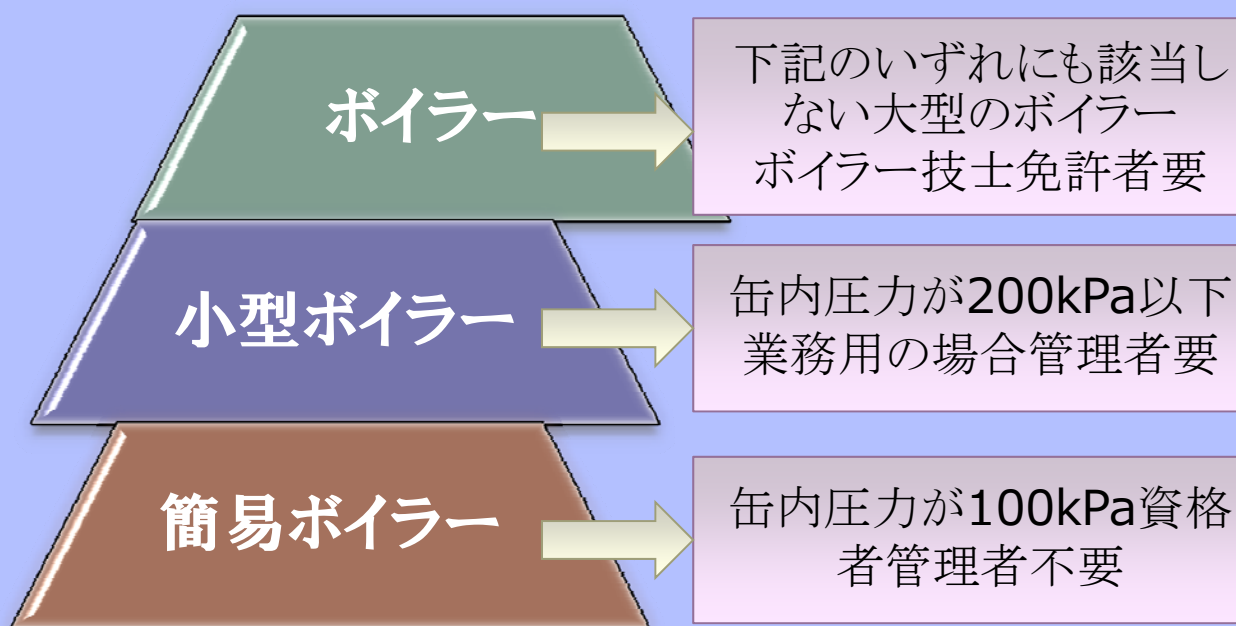 ボイラー
下記のいずれにも該当し
ない大型のボイラー
ボイラー技士免許者要
小型ボイラー
缶内圧力が200kPa以下
業務用の場合管理者要
簡易ボイラー
缶内圧力が100kPa資格
者管理者不要